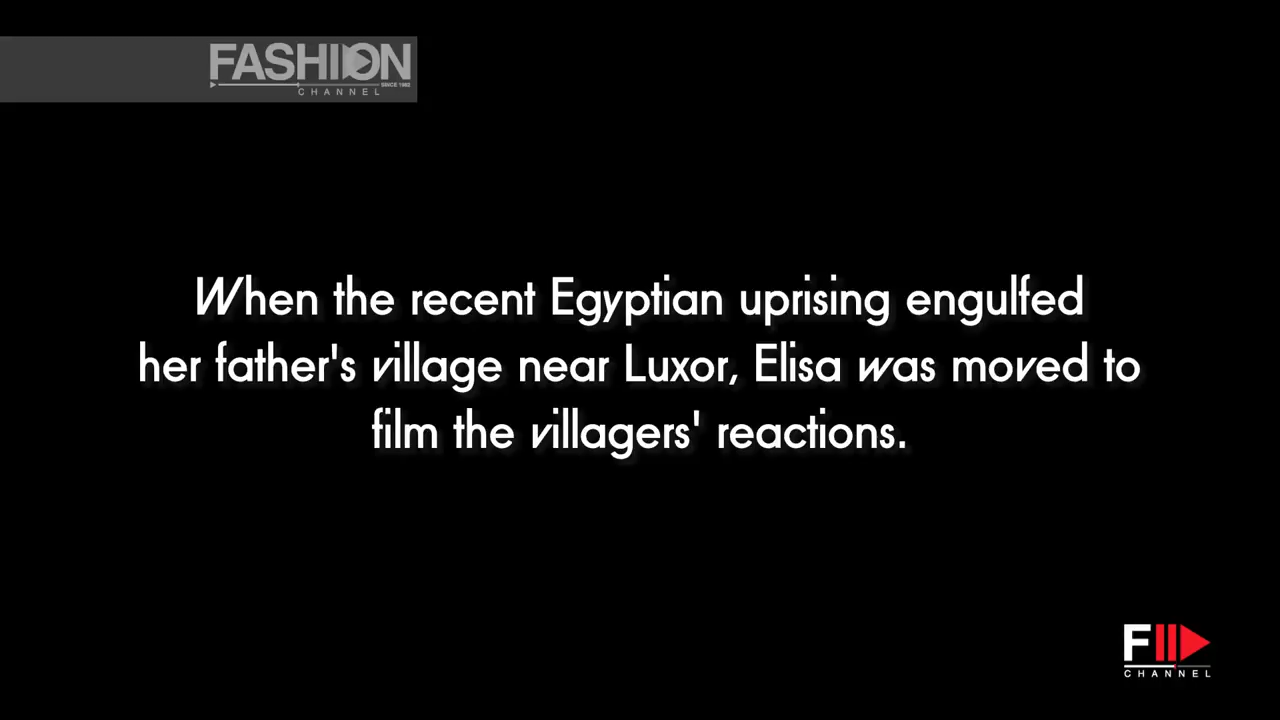 FASHION
SINCE 1982
CHANNEL
When the recent Egyptian uprising engulfed
her father's village near Luxor, Elisa was moved to
film the villagers' reactions.
F
CHANNEL